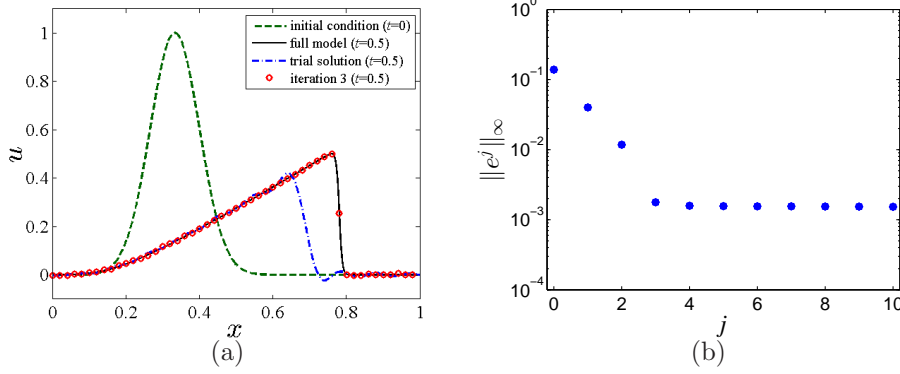 initial condition (t=0)
full model (t=0.5)
trial solution (t=0.5)
iteration 3 (t=0.5)
1
0.8
0.6
0.4
0.2
0
u
0 0.2 0.4 0.6 0.8 1
x
(a)
10⁰
10⁻¹
10⁻²
10⁻³
10⁻⁴
‖eʲ‖∞
0 2 4 6 8 10
j
(b)